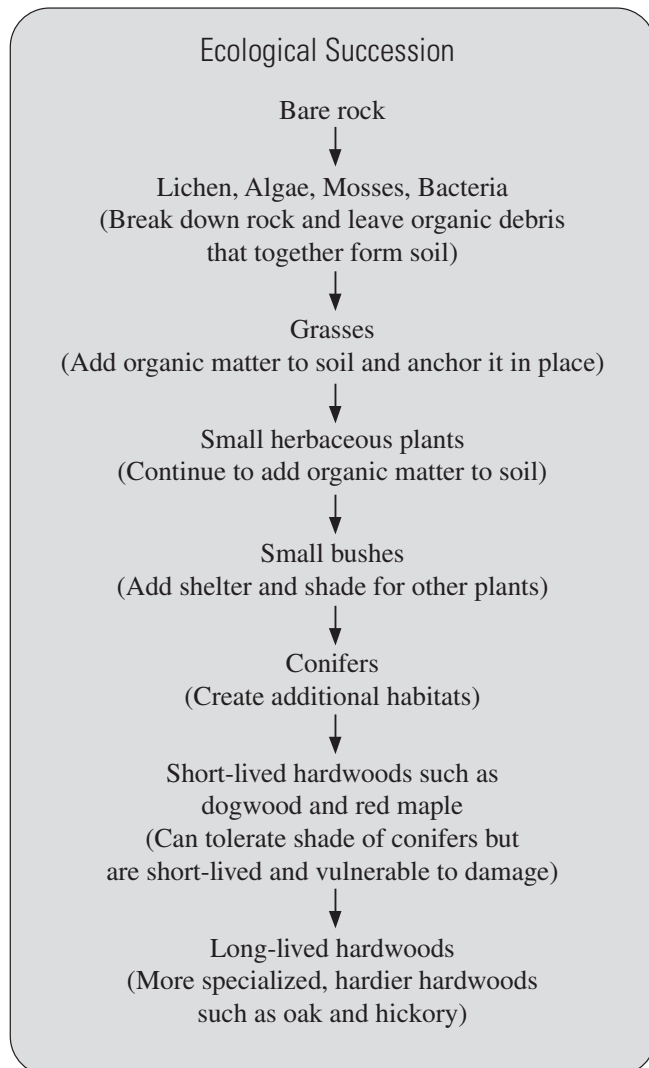 Ecological Succession
Bare rock
Lichen, Algae, Mosses, Bacteria
(Break down rock and leave organic debris
that together form soil)
Grasses
(Add organic matter to soil and anchor it in place)
Small herbaceous plants
(Continue to add organic matter to soil)
Small bushes
(Add shelter and shade for other plants)
Conifers
(Create additional habitats)
Short-lived hardwoods such as
dogwood and red maple
(Can tolerate shade of conifers but
are short-lived and vulnerable to damage)
Long-lived hardwoods
(More specialized, hardier hardwoods
such as oak and hickory)